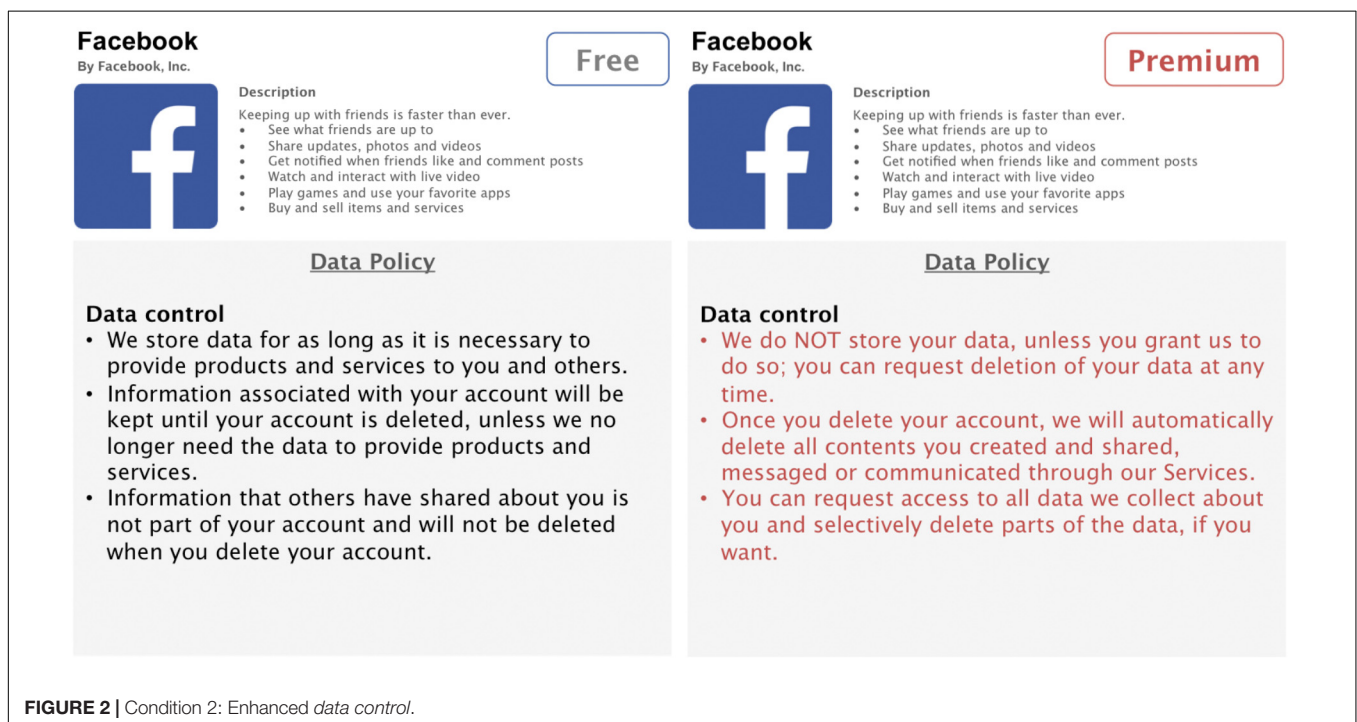 Facebook
By Facebook, Inc.
Free
Description
Keeping up with friends is faster than ever.
• See what friends are up to
• Share updates, photos and videos
• Get notified when friends like and comment posts
• Watch and interact with live video
• Play games and use your favorite apps
• Buy and sell items and services
Data Policy
Data control
• We store data for as long as it is necessary to
provide products and services to you and others.
• Information associated with your account will be
kept until your account is deleted, unless we no
longer need the data to provide products and
services.
• Information that others have shared about you is
not part of your account and will not be deleted
when you delete your account.
Facebook
By Facebook, Inc.
Premium
Description
Keeping up with friends is faster than ever.
• See what friends are up to
• Share updates, photos and videos
• Get notified when friends like and comment posts
• Watch and interact with live video
• Play games and use your favorite apps
• Buy and sell items and services
Data Policy
Data control
• We do NOT store your data, unless you grant us to
do so; you can request deletion of your data at any
time.
• Once you delete your account, we will automatically
delete all contents you created and shared,
messaged or communicated through our Services.
• You can request access to all data we collect about
you and selectively delete parts of the data, if you
want.
FIGURE 2 | Condition 2: Enhanced data control.